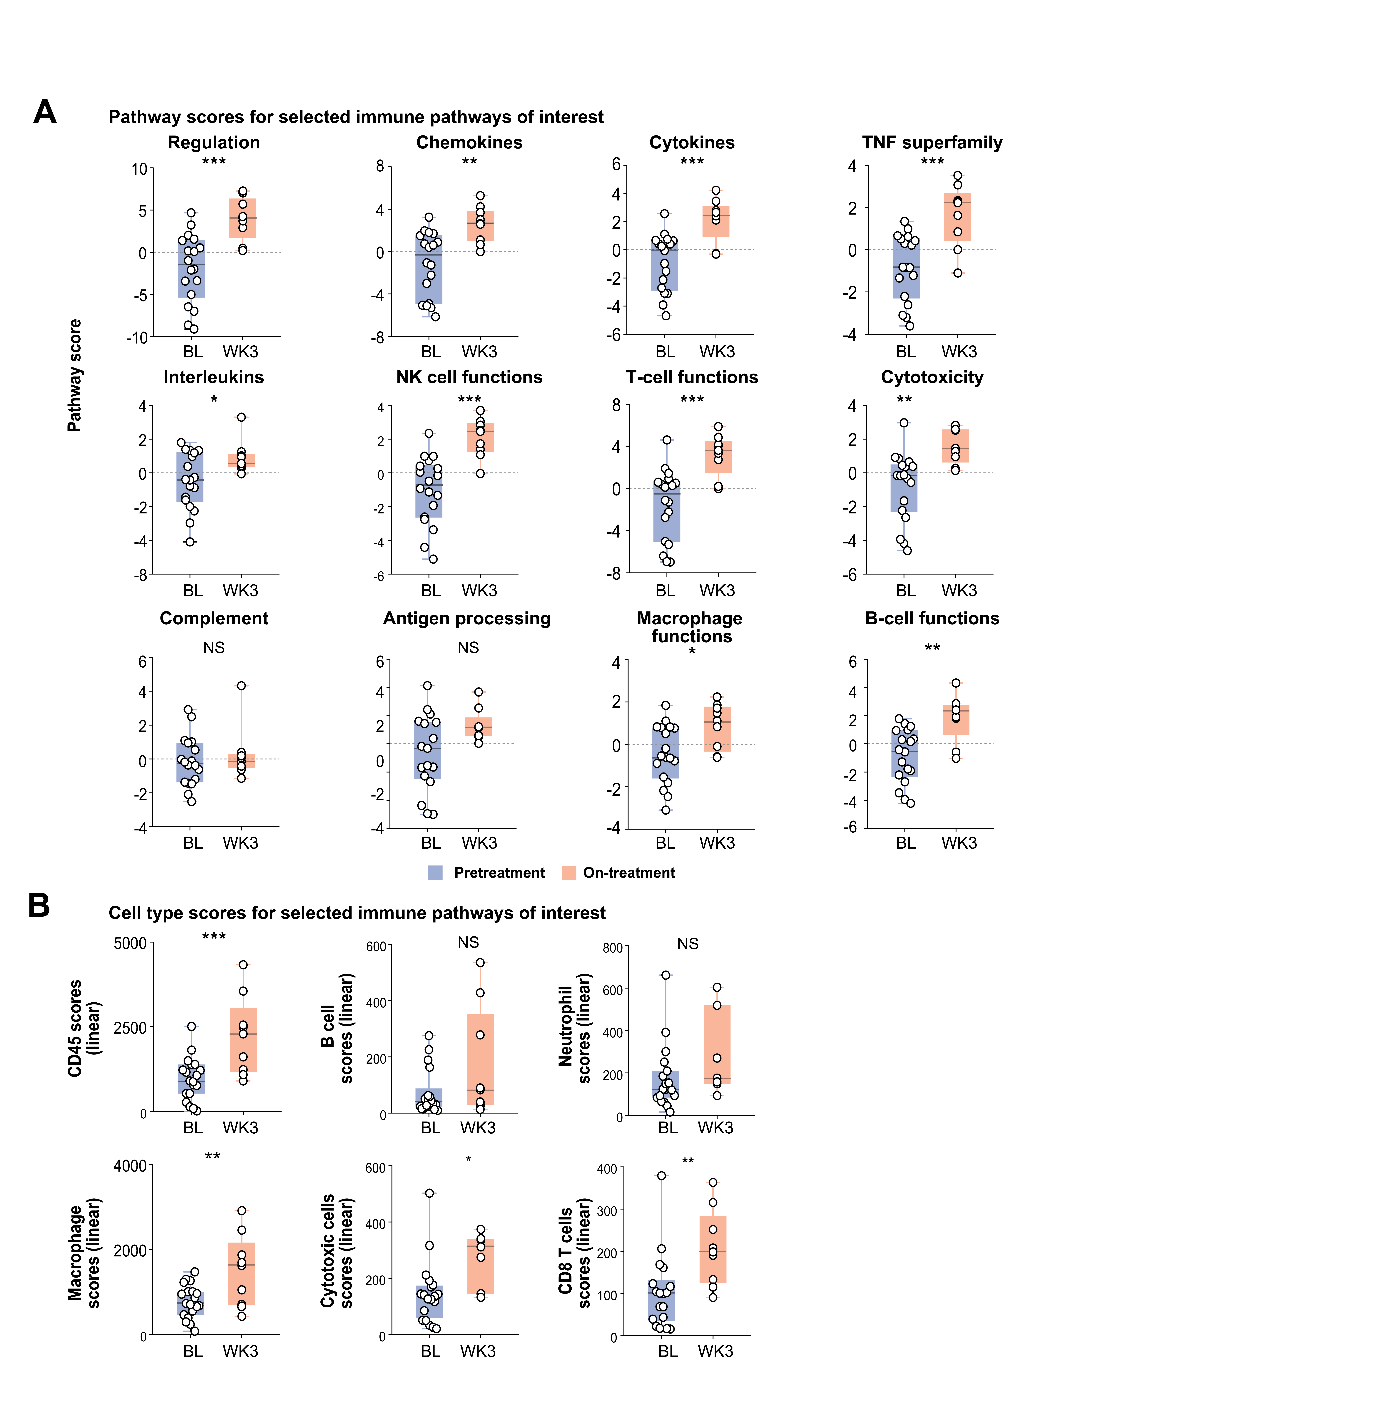 A
Pathway scores for selected immune pathways of interest
Regulation
Chemokines
Cytokines
TNF superfamily
***
**
***
***
10
5
0
-5
-10
8
4
0
-4
-8
6
4
2
0
-2
-4
-6
4
2
0
-2
-4
BL WK3
BL WK3
BL WK3
BL WK3
Pathway score
Interleukins
NK cell functions
T-cell functions
Cytotoxicity
*
***
***
**
4
2
0
-2
-4
-8
4
2
0
-2
-4
-6
8
4
0
-4
-8
4
2
0
-2
-4
-6
BL WK3
BL WK3
BL WK3
BL WK3
Complement
Antigen processing
Macrophage
functions
B-cell functions
NS
NS
*
**
6
4
2
0
-2
-4
6
4
2
0
-2
-4
4
2
0
-2
-4
6
4
2
0
-2
-4
-6
BL WK3
BL WK3
BL WK3
BL WK3
Pretreatment
On-treatment
B
Cell type scores for selected immune pathways of interest
***
NS
NS
CD45 scores
(linear)
5000
2500
0
B cell
scores (linear)
600
400
200
0
Neutrophil
scores (linear)
800
600
400
200
0
BL WK3
BL WK3
BL WK3
**
*
**
Macrophage
scores (linear)
4000
2000
0
Cytotoxic cells
scores (linear)
600
400
200
0
CD8 T cells
scores (linear)
400
300
200
100
0
BL WK3
BL WK3
BL WK3